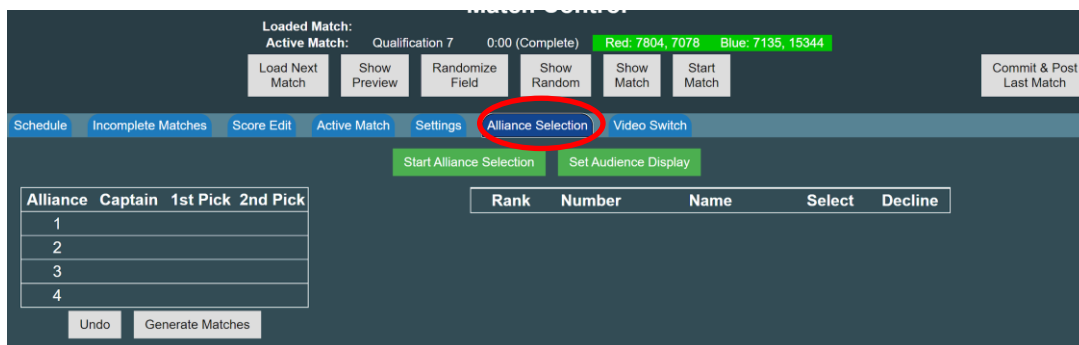 Match Control
Loaded Match:
Active Match: Qualification 7 0:00 (Complete) Red: 7804, 7078 Blue: 7135, 15344
Load Next Match Show Preview Randomize Field Show Random Show Match Start Match Commit & Post Last Match
Schedule Incomplete Matches Score Edit Active Match Settings Alliance Selection Video Switch
Start Alliance Selection Set Audience Display
Alliance Captain 1st Pick 2nd Pick Rank Number Name Select Decline
1
2
3
4
Undo Generate Matches